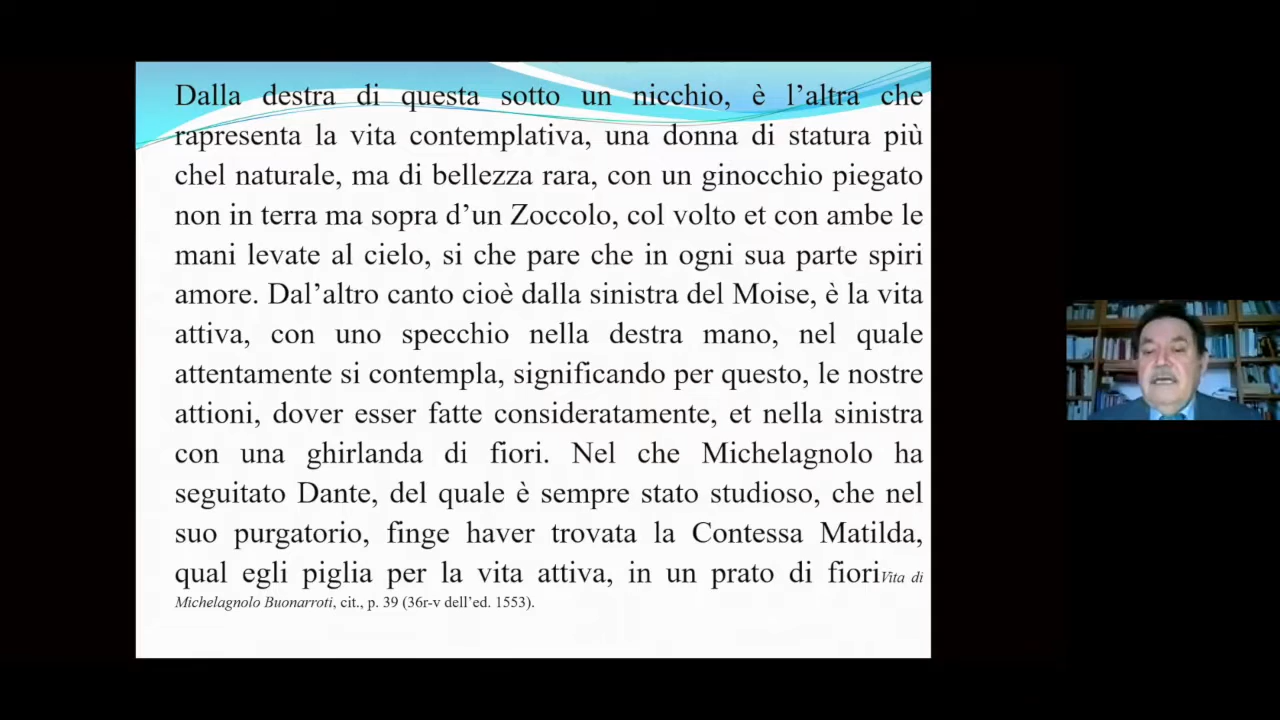 Dalla destra di questa sotto un nicchio, è l’altra che
rapresenta la vita contemplativa, una donna di statura più
chel naturale, ma di bellezza rara, con un ginocchio piegato
non in terra ma sopra d’un Zoccolo, col volto et con ambe le
mani levate al cielo, si che pare che in ogni sua parte spiri
amore. Dal’altro canto cioè dalla sinistra del Moise, è la vita
attiva, con uno specchio nella destra mano, nel quale
attentamente si contempla, significando per questo, le nostre
attioni, dover esser fatte consideratamente, et nella sinistra
con una ghirlanda di fiori. Nel che Michelagnolo ha
seguitato Dante, del quale è sempre stato studioso, che nel
suo purgatorio, finge haver trovata la Contessa Matilda,
qual egli piglia per la vita attiva, in un prato di fioriVita di
Michelagnolo Buonarroti, cit., p. 39 (36r-v dell’ed. 1553).